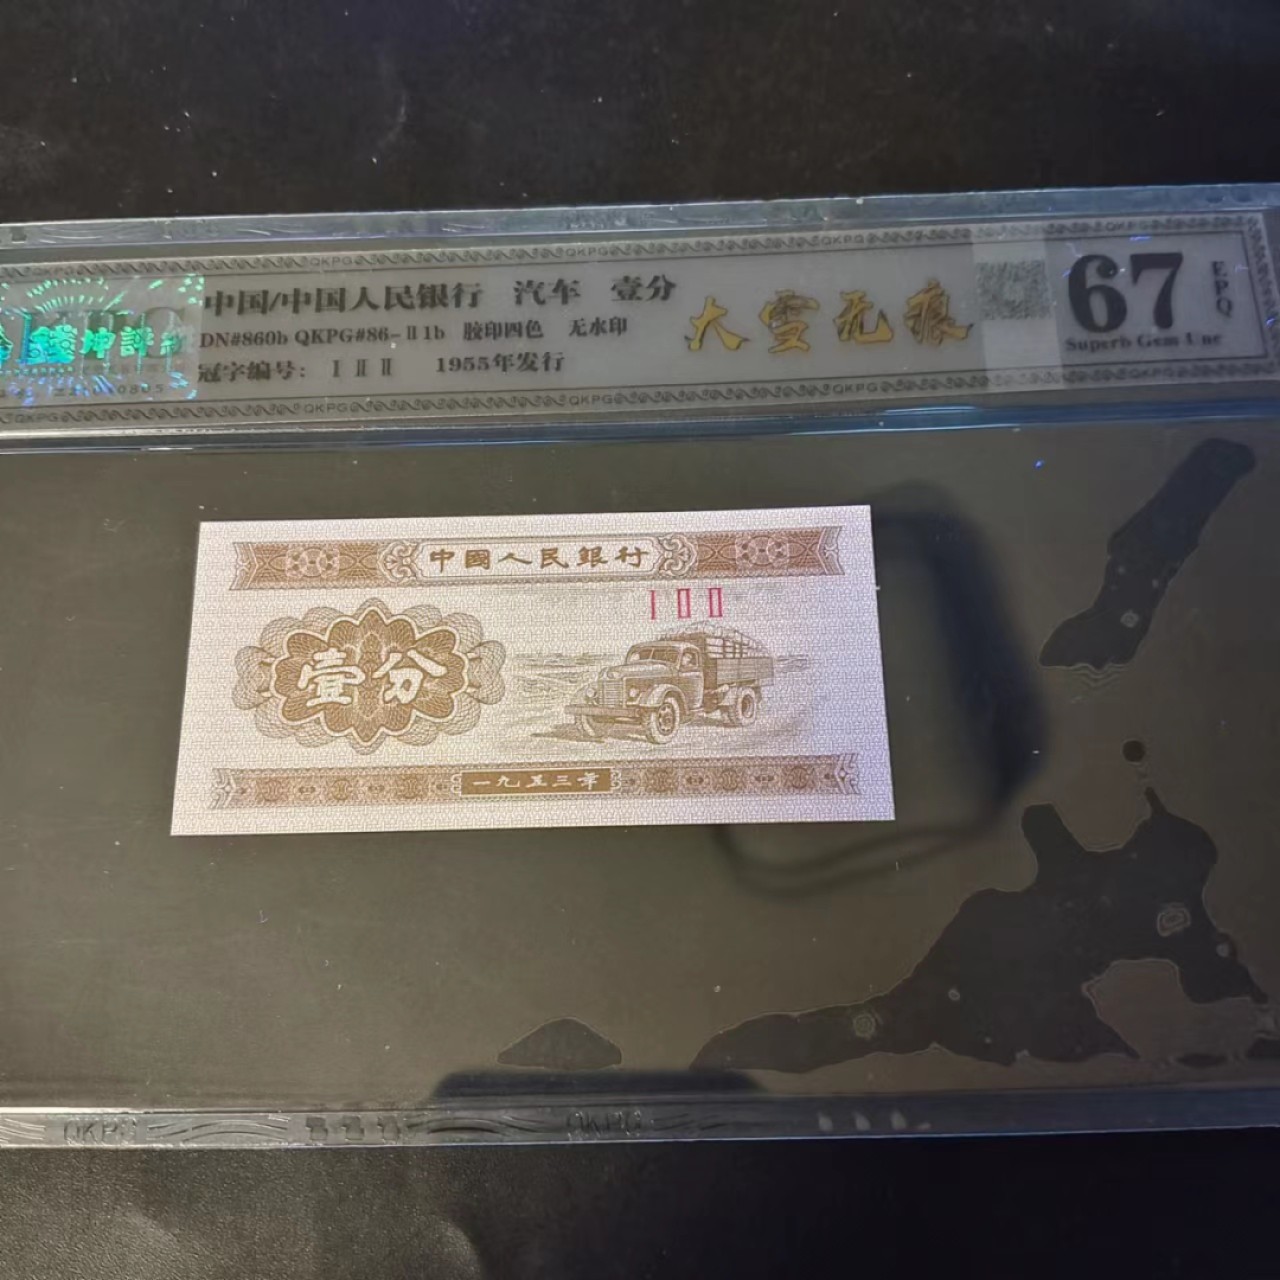 中国/中国人民银行 汽车 壹分
DN#860b QKPG#86-Ⅱ1b 胶印四色 无水印
冠字编号：Ⅰ Ⅱ Ⅱ 1955年发行
大雪无痕
67
EPQ
Superb Gem Unc
中國人民銀行
Ⅰ Ⅱ Ⅱ
壹分
一九五三年
QKPG
QKPG